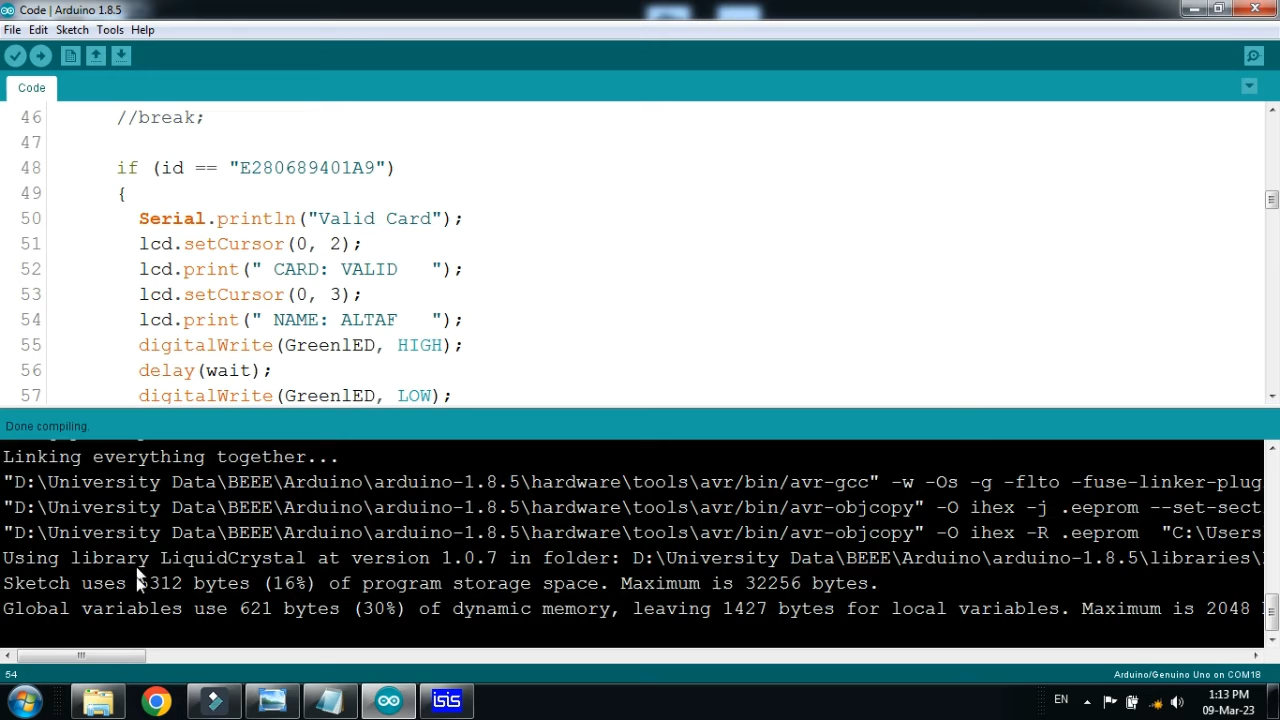 Code | Arduino 1.8.5
File Edit Sketch Tools Help
Code
46 //break;
47
48 if (id == "E280689401A9")
49 {
50 Serial.println("Valid Card");
51 lcd.setCursor(0, 2);
52 lcd.print(" CARD: VALID   ");
53 lcd.setCursor(0, 3);
54 lcd.print(" NAME: ALTAF   ");
55 digitalWrite(GreenlED, HIGH);
56 delay(wait);
57 digitalWrite(GreenlED, LOW);
Done compiling.
Linking everything together...
"D:\University Data\BEEE\Arduino\arduino-1.8.5\hardware\tools\avr/bin/avr-gcc" -w -Os -g -flto -fuse-linker-plug
"D:\University Data\BEEE\Arduino\arduino-1.8.5\hardware\tools\avr/bin/avr-objcopy" -O ihex -j .eeprom --set-sect
"D:\University Data\BEEE\Arduino\arduino-1.8.5\hardware\tools\avr/bin/avr-objcopy" -O ihex -R .eeprom "C:\Users
Using library LiquidCrystal at version 1.0.7 in folder: D:\University Data\BEEE\Arduino\arduino-1.8.5\libraries\
Sketch uses 312 bytes (16%) of program storage space. Maximum is 32256 bytes.
Global variables use 621 bytes (30%) of dynamic memory, leaving 1427 bytes for local variables. Maximum is 2048
54 Arduino/Genuino Uno on COM18
isis
EN 1:13 PM
09-Mar-23